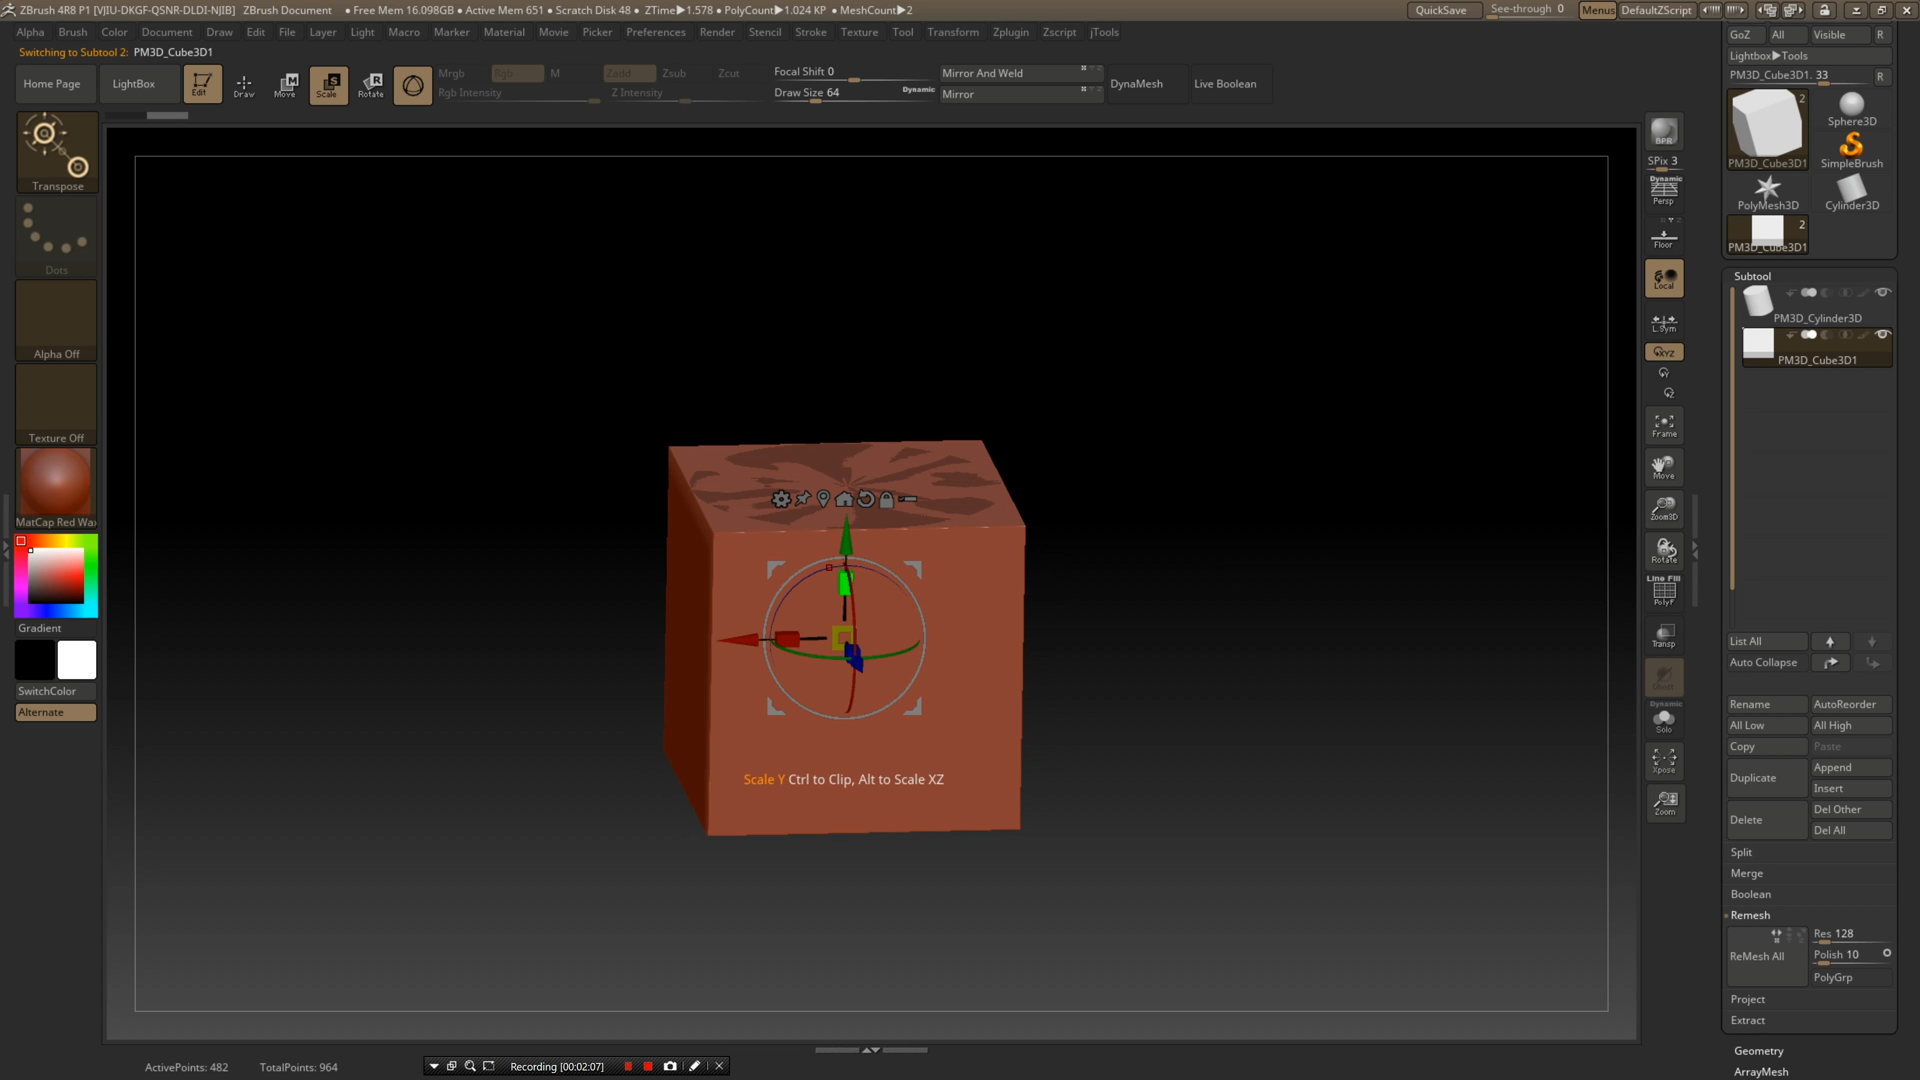 ZBrush 4R8 P1 [VJIU-DKGF-QSNR-DLDI-NJIB] ZBrush Document • Free Mem 16.098GB • Active Mem 651 • Scratch Disk 48 • ZTime▶1.578 • PolyCount▶1.024 KP • MeshCount▶2 QuickSave See-through 0 Menus DefaultZScript
Alpha Brush Color Document Draw Edit File Layer Light Macro Marker Material Movie Picker Preferences Render Stencil Stroke Texture Tool Transform Zplugin Zscript jTools
Switching to Subtool 2: PM3D_Cube3D1
Home Page LightBox Edit Draw Move Scale Rotate
Mrgb Rgb M Zadd Zsub Zcut
Rgb Intensity Z Intensity
Focal Shift 0
Draw Size 64 Dynamic
Mirror And Weld
Mirror
DynaMesh Live Boolean
Transpose
Dots
Alpha Off
Texture Off
MatCap Red Wax
Gradient
SwitchColor
Alternate
Scale Y Ctrl to Clip, Alt to Scale XZ
BPR
SPix 3
Dynamic
Persp
Floor
Local
L.Sym
XYZ
Frame
Move
Zoom3D
Rotate
Line Fill
PolyF
Transp
Ghost
Dynamic
Solo
Xpose
Zoom
GoZ All Visible R
Lightbox▶Tools
PM3D_Cube3D1. 33 R
2
PM3D_Cube3D1
Sphere3D
SimpleBrush
PolyMesh3D
Cylinder3D
2
PM3D_Cube3D1
Subtool
PM3D_Cylinder3D
PM3D_Cube3D1
List All
Auto Collapse
Rename AutoReorder
All Low All High
Copy Paste
Duplicate Append
Insert
Delete Del Other
Del All
Split
Merge
Boolean
Remesh
ReMesh All Res 128
Polish 10
PolyGrp
Project
Extract
Geometry
ArrayMesh
ActivePoints: 482 TotalPoints: 964
Recording [00:02:07]